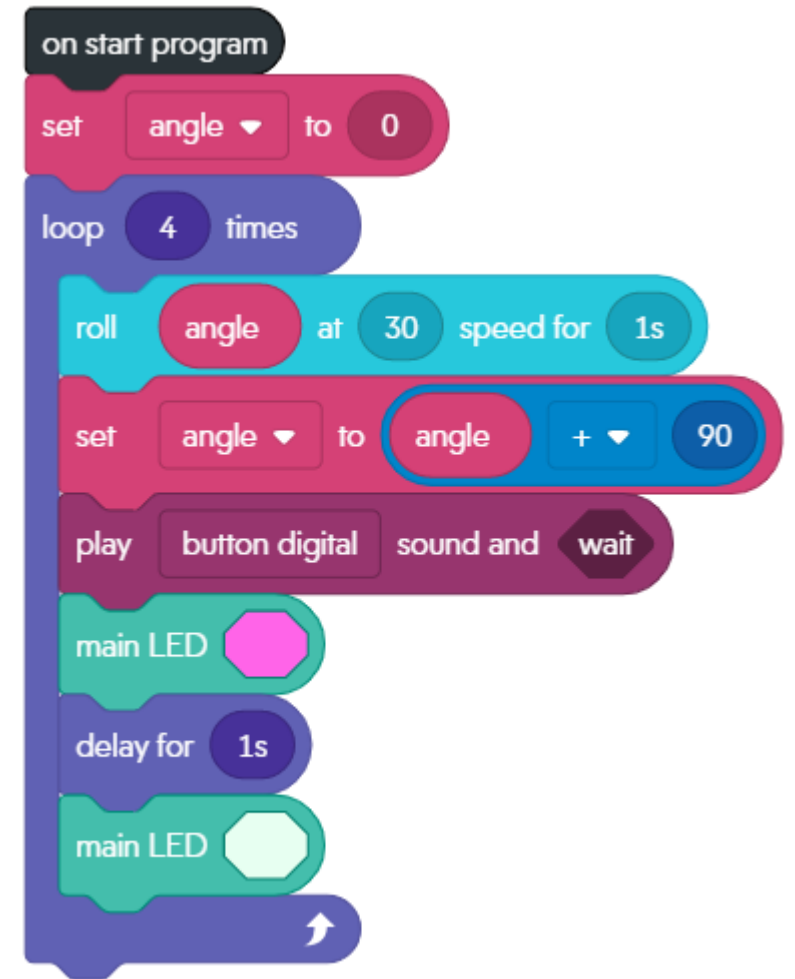 on start program
set angle to 0
loop 4 times
roll angle at 30 speed for 1s
set angle to angle + 90
play button digital sound and wait
main LED
delay for 1s
main LED